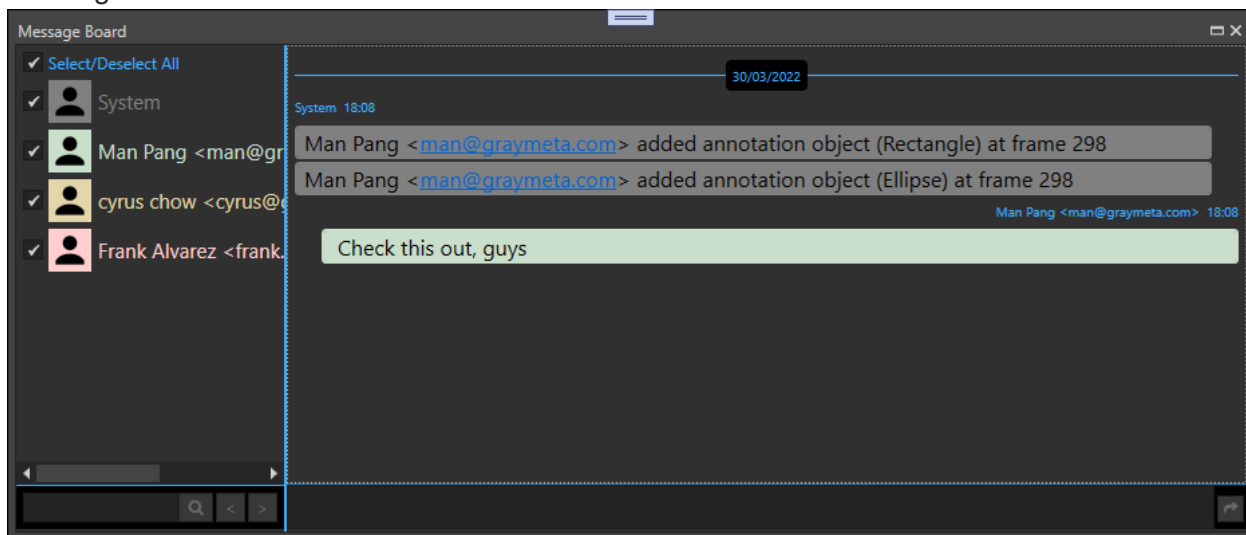 Message Board
Select/Deselect All
System
Man Pang <man@gr
cyrus chow <cyrus@
Frank Alvarez <frank.
< >
30/03/2022
System 18:08
Man Pang <man@graymeta.com> added annotation object (Rectangle) at frame 298
Man Pang <man@graymeta.com> added annotation object (Ellipse) at frame 298
Man Pang <man@graymeta.com> 18:08
Check this out, guys